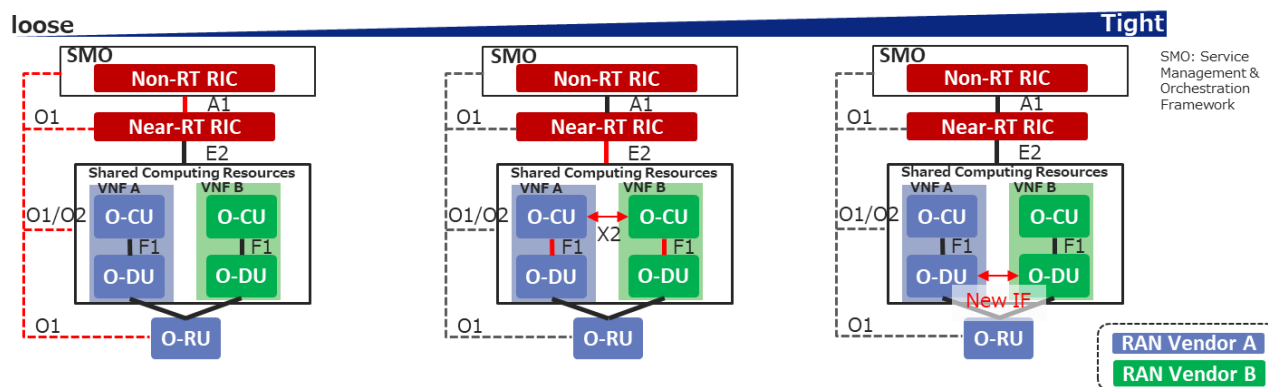 loose
Tight
SMO
Non-RT RIC
A1
O1
Near-RT RIC
E2
Shared Computing Resources
VNF A
VNF B
O-CU
O-CU
O1/O2
F1
F1
O-DU
O-DU
O1
O-RU
SMO
Non-RT RIC
A1
O1
Near-RT RIC
E2
Shared Computing Resources
VNF A
VNF B
O-CU
O-CU
O1/O2
X2
F1
F1
O-DU
O-DU
O1
O-RU
SMO
Non-RT RIC
A1
O1
Near-RT RIC
E2
Shared Computing Resources
VNF A
VNF B
O-CU
O-CU
O1/O2
F1
F1
O-DU
O-DU
New IF
O1
O-RU
SMO: Service
Management &
Orchestration
Framework
RAN Vendor A
RAN Vendor B